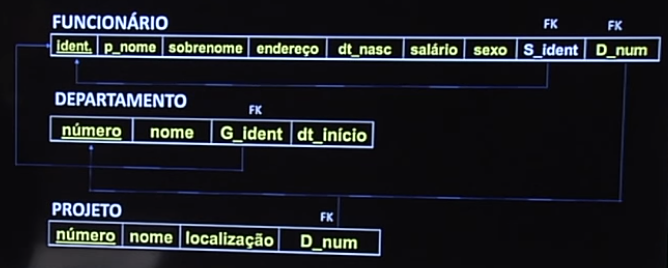 FUNCIONÁRIO
FK FK
ident. p_nome sobrenome endereço dt_nasc salário sexo S_ident D_num
DEPARTAMENTO
FK
número nome G_ident dt_início
PROJETO
FK
número nome localização D_num